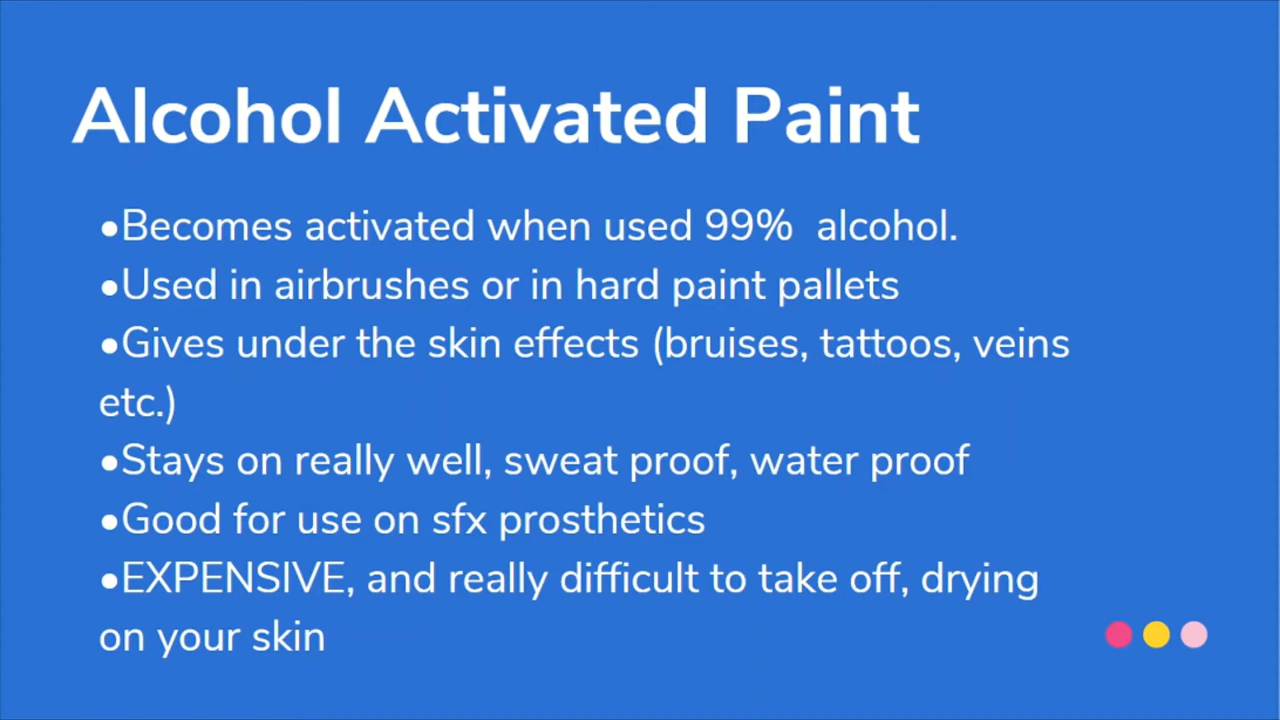 Alcohol Activated Paint
•Becomes activated when used 99%  alcohol.
•Used in airbrushes or in hard paint pallets
•Gives under the skin effects (bruises, tattoos, veins
etc.)
•Stays on really well, sweat proof, water proof
•Good for use on sfx prosthetics
•EXPENSIVE, and really difficult to take off, drying
on your skin